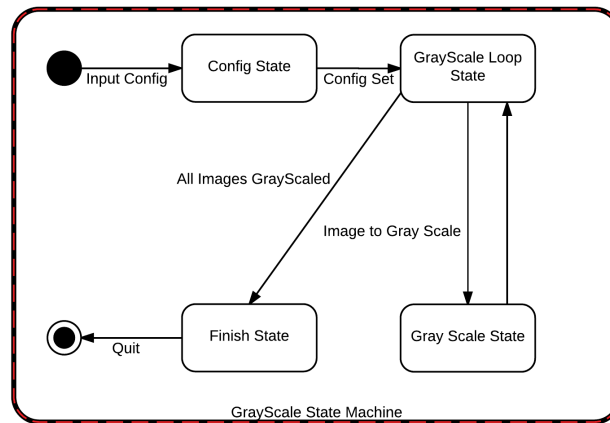 Config State
GrayScale Loop
State
Input Config
Config Set
All Images GrayScaled
Image to Gray Scale
Finish State
Gray Scale State
Quit
GrayScale State Machine